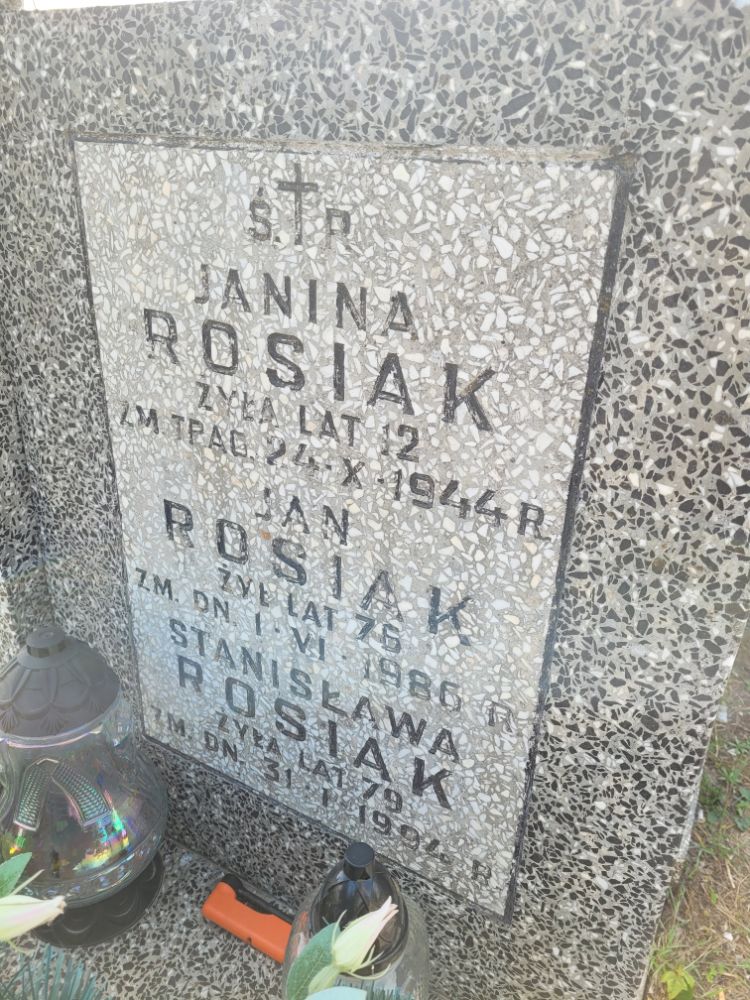 Ś. † P.
JANINA
ROSIAK
ŻYŁA LAT 12
ZM TRAG. 24·X·1944 R.
JAN
ROSIAK
ŻYŁ LAT 75
ZM. DN. 1·VI·1986 R
STANISŁAWA
ROSIAK
ŻYŁA LAT 79
ZM. DN. 31·1·1994 R